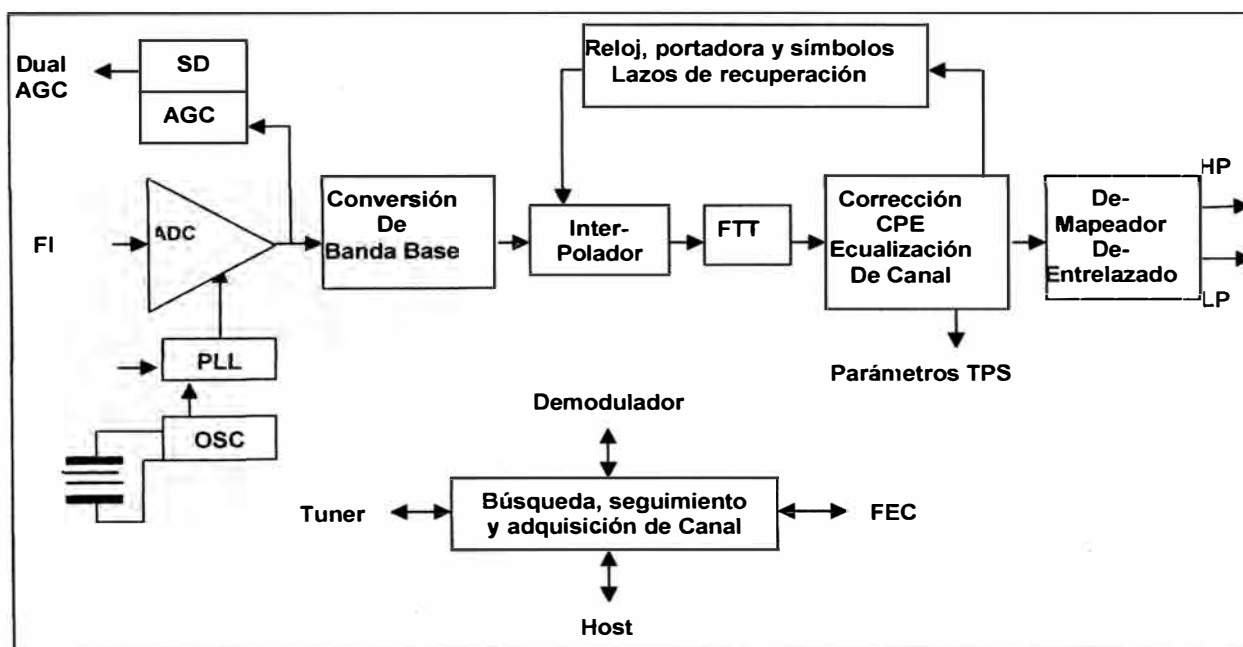 Dual
AGC
SD
AGC
Reloj, portadora y símbolos
Lazos de recuperación
FI
ADC
Conversión
De
Banda Base
Inter-
Polador
FTT
Corrección
CPE
Ecualización
De Canal
De-
Mapeador
De-
Entrelazado
HP
LP
PLL
OSC
Parámetros TPS
Demodulador
Tuner
Búsqueda, seguimiento
y adquisición de Canal
FEC
Host